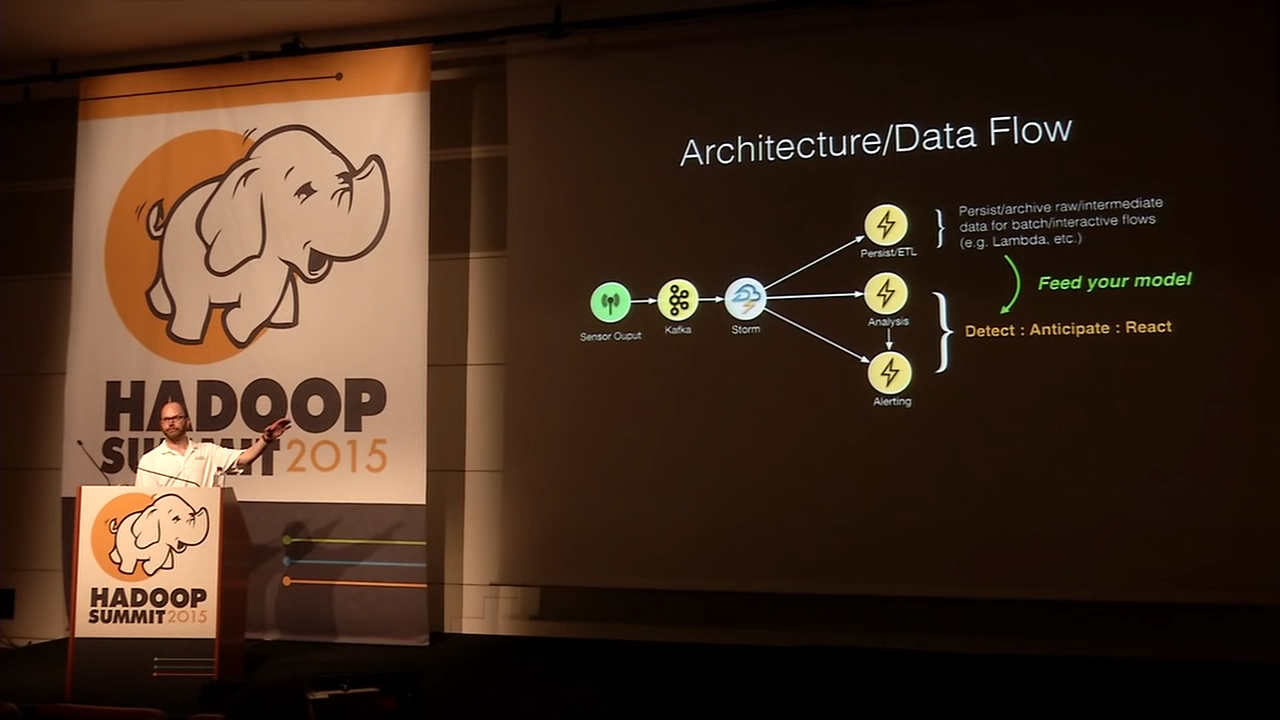 HADOOP
SUMMIT 2015
HADOOP
SUMMIT 2015
Architecture/Data Flow
Sensor Ouput
Kafka
Storm
Persist/ETL
Analysis
Alerting
Persist/archive raw/intermediate
data for batch/interactive flows
(e.g. Lambda, etc.)
Feed your model
Detect : Anticipate : React